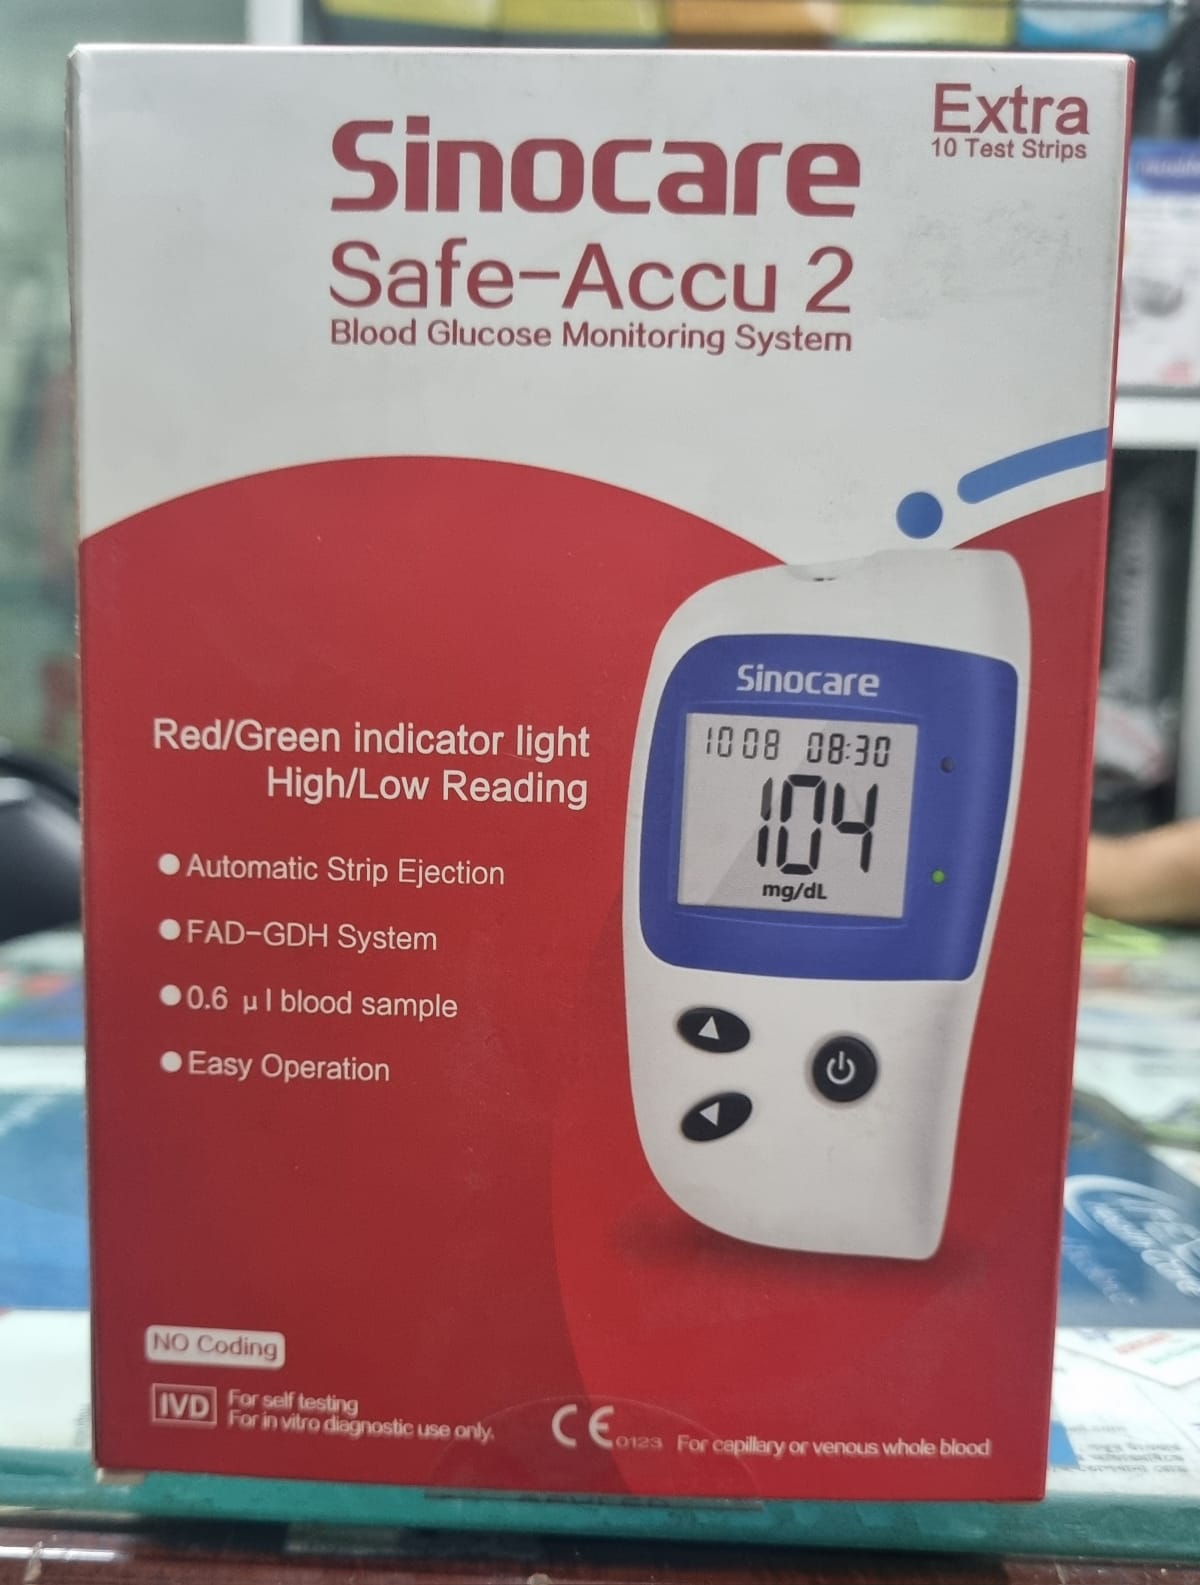 Extra
10 Test Strips
Sinocare
Safe-Accu 2
Blood Glucose Monitoring System
Red/Green indicator light
High/Low Reading
Automatic Strip Ejection
FAD-GDH System
0.6 μl blood sample
Easy Operation
Sinocare
10 08 08:30
104
mg/dL
NO Coding
IVD
For self testing
For in vitro diagnostic use only.
CE 0123 For capillary or venous whole blood